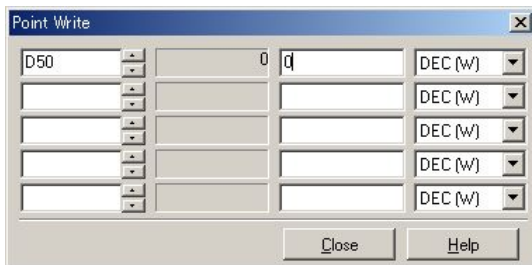 Point Write
D50 0 0 DEC (W)
DEC (W)
DEC (W)
DEC (W)
DEC (W)
Close Help